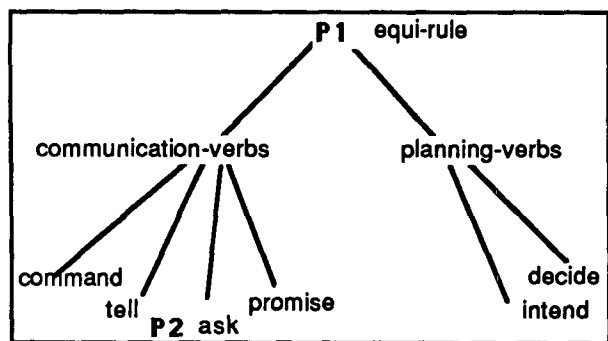 P1 equi-rule
communication-verbs planning-verbs
command tell P2 ask promise intend decide